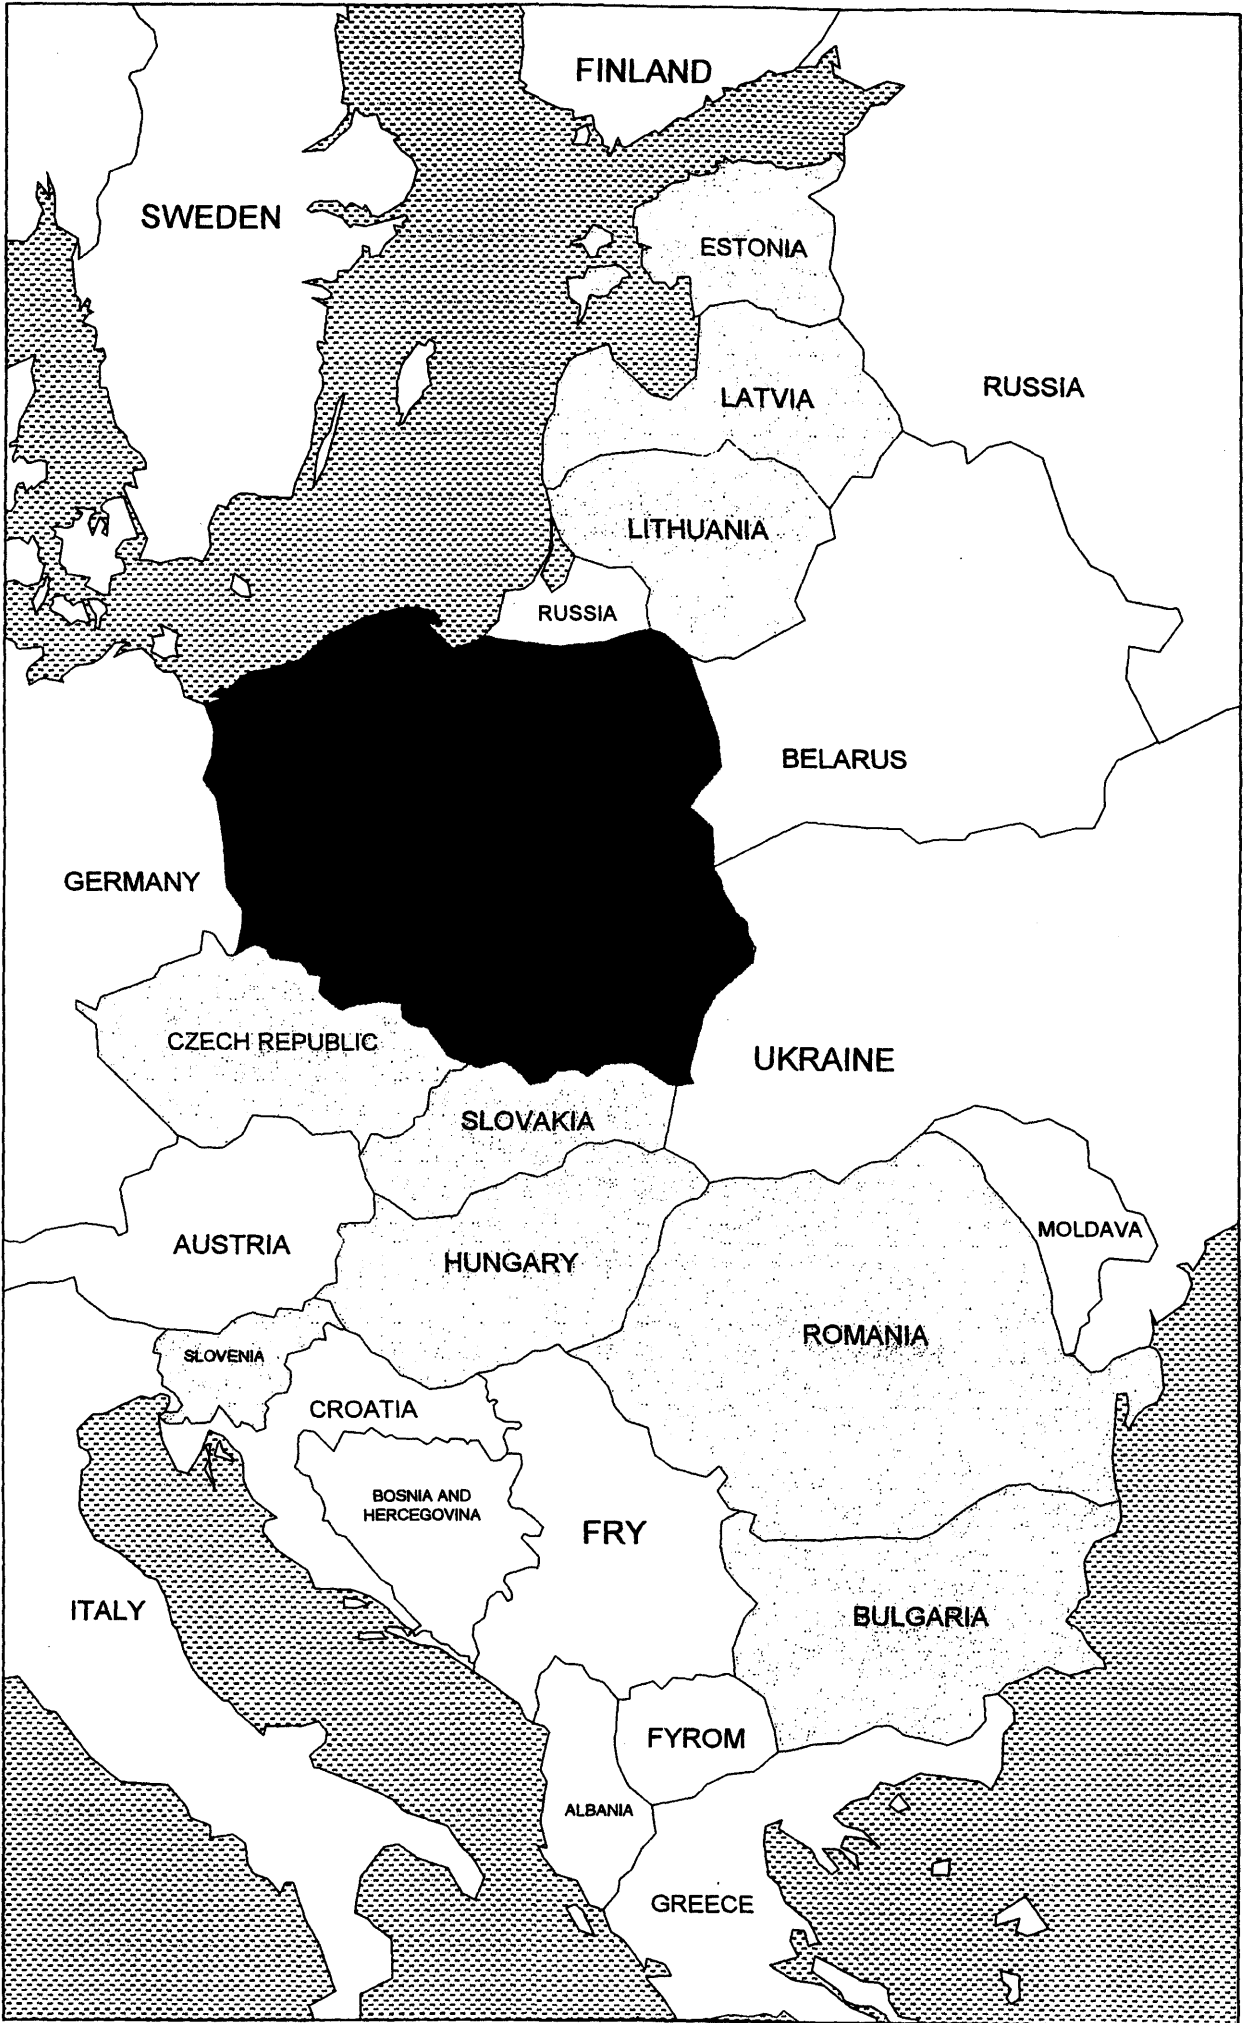 FINLAND
SWEDEN
ESTONIA
RUSSIA
LATVIA
LITHUANIA
RUSSIA
BELARUS
GERMANY
CZECH REPUBLIC
UKRAINE
SLOVAKIA
MOLDAVA
AUSTRIA
HUNGARY
ROMANIA
SLOVENIA
CROATIA
BOSNIA AND
HERCEGOVINA
FRY
ITALY
BULGARIA
FYROM
ALBANIA
GREECE